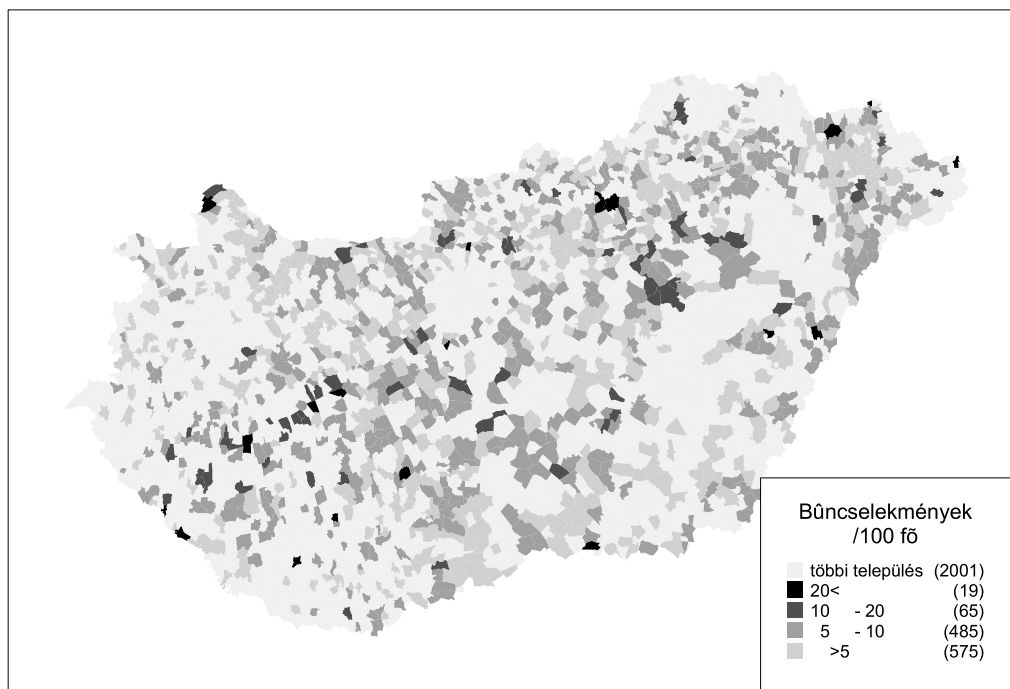 Bûncselekmények
/100 fõ
többi település (2001)
20< (19)
10 - 20 (65)
5 - 10 (485)
>5 (575)